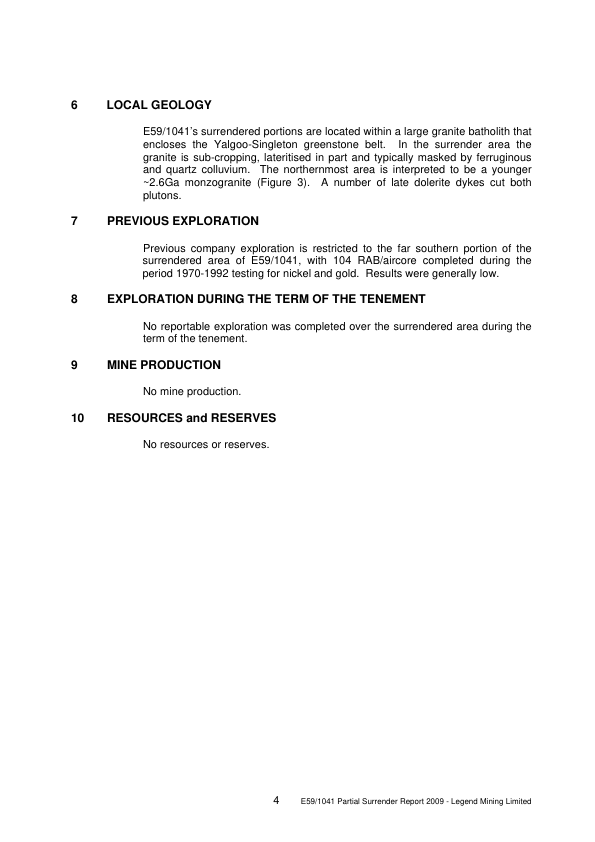 6 LOCAL GEOLOGY
E59/1041's surrendered portions are located within a large granite batholith that
encloses the Yalgoo-Singleton greenstone belt. In the surrender area the
granite is sub-cropping, lateritised in part and typically masked by ferruginous
and quartz colluvium. The northernmost area is interpreted to be a younger
~2.6Ga monzogranite (Figure 3). A number of late dolerite dykes cut both
plutons.
7 PREVIOUS EXPLORATION
Previous company exploration is restricted to the far southern portion of the
surrendered area of E59/1041, with 104 RAB/aircore completed during the
period 1970-1992 testing for nickel and gold. Results were generally low.
8 EXPLORATION DURING THE TERM OF THE TENEMENT
No reportable exploration was completed over the surrendered area during the
term of the tenement.
9 MINE PRODUCTION
No mine production.
10 RESOURCES and RESERVES
No resources or reserves.
4 E59/1041 Partial Surrender Report 2009 - Legend Mining Limited